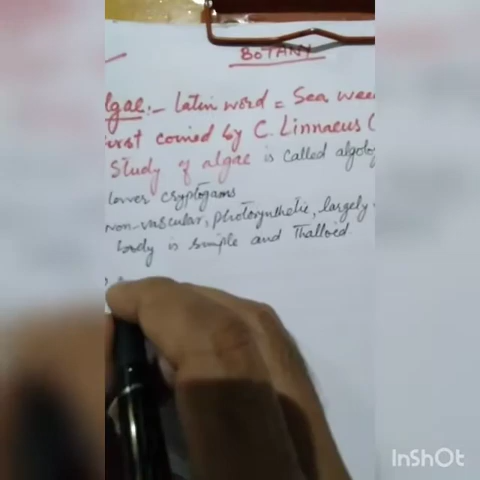 BOTANY
lgae:- Latin word = Sea wee
irst coined by C. Linnaeus (
Study of algae is called algolo
lower cryptogams
non-vascular, photosynthetic, largely
body is simple and Thalloid.
InShOt